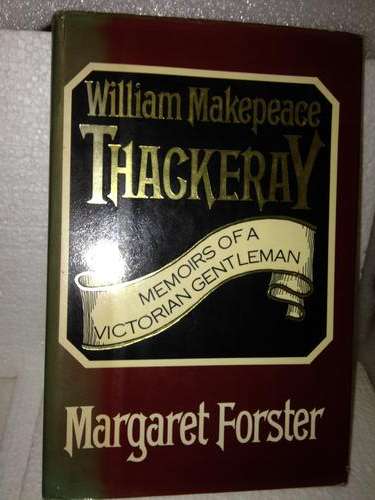 William Makepeace
THACKERAY
MEMOIRS OF A
VICTORIAN GENTLEMAN
Margaret Forster